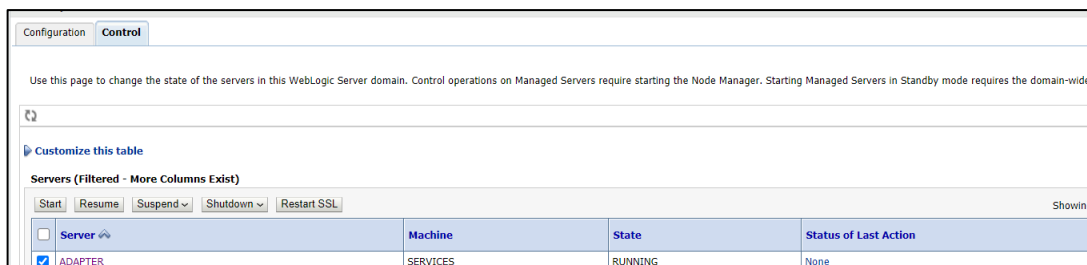 Configuration Control
Use this page to change the state of the servers in this WebLogic Server domain. Control operations on Managed Servers require starting the Node Manager. Starting Managed Servers in Standby mode requires the domain-wide
Customize this table
Servers (Filtered - More Columns Exist)
Start Resume Suspend Shutdown Restart SSL Showin
Server Machine State Status of Last Action
ADAPTER SERVICES RUNNING None